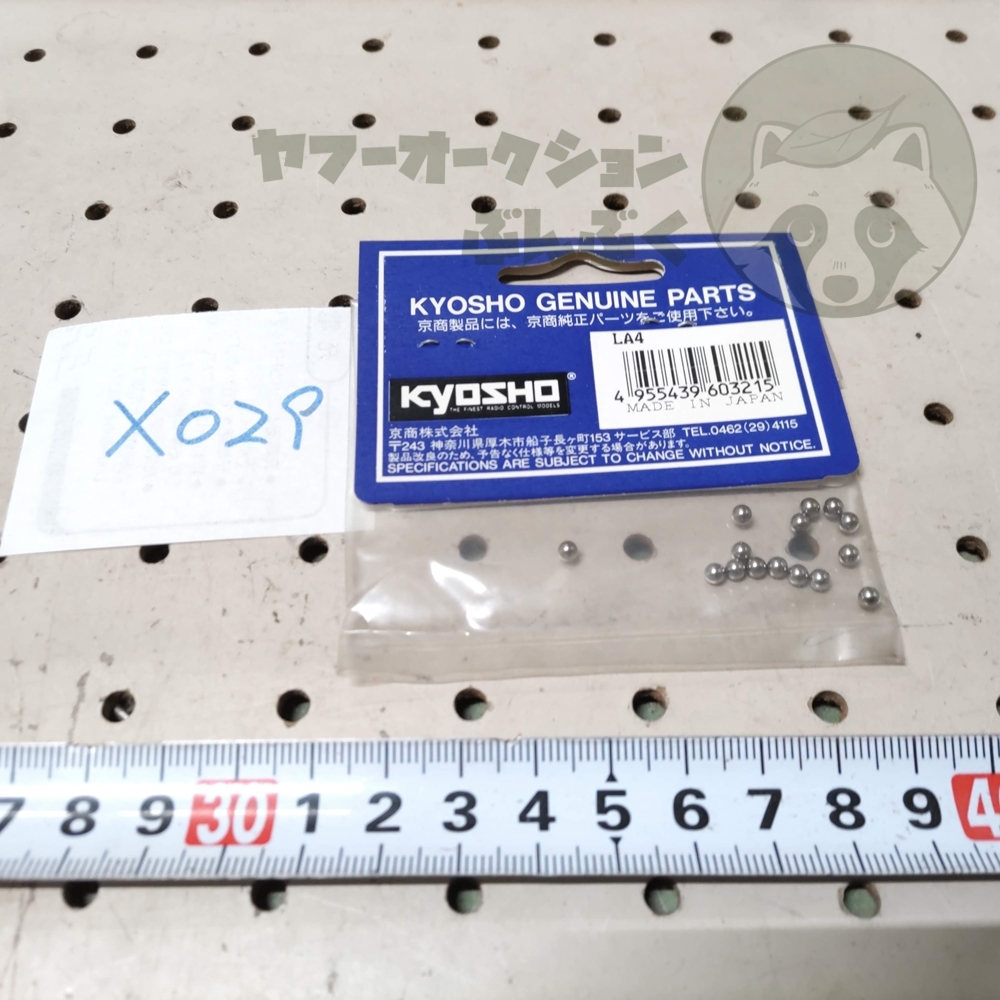 ヤフーオークション
ぶんぶく
KYOSHO GENUINE PARTS
京商製品には、京商純正パーツをご使用下さい。
LA4
4 955439 603215
MADE IN JAPAN
KYOSHO®
THE FINEST RADIO CONTROL MODELS
京商株式会社
〒243 神奈川県厚木市船子長ヶ町153 サービス部 TEL.0462(29)4115
製品改良のため、予告なく仕様等を変更する場合があります。
SPECIFICATIONS ARE SUBJECT TO CHANGE WITHOUT NOTICE.
X029
7 8 9 30 1 2 3 4 5 6 7 8 9 4